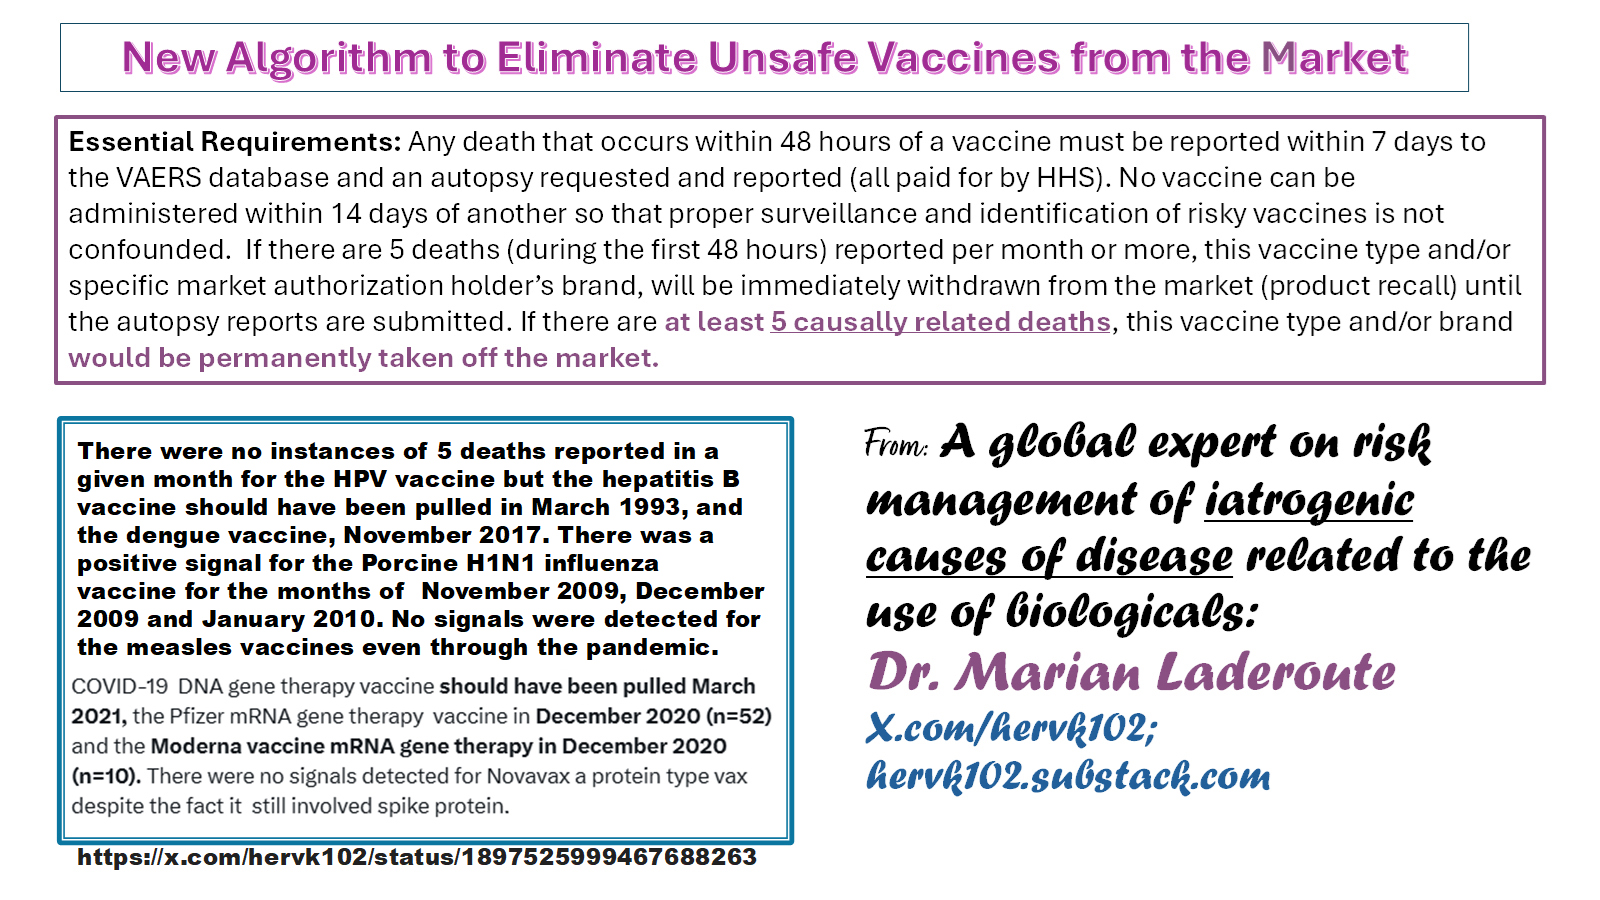 New Algorithm to Eliminate Unsafe Vaccines from the Market
Essential Requirements: Any death that occurs within 48 hours of a vaccine must be reported within 7 days to
the VAERS database and an autopsy requested and reported (all paid for by HHS). No vaccine can be
administered within 14 days of another so that proper surveillance and identification of risky vaccines is not
confounded.  If there are 5 deaths (during the first 48 hours) reported per month or more, this vaccine type and/or
specific market authorization holder's brand, will be immediately withdrawn from the market (product recall) until
the autopsy reports are submitted. If there are at least 5 causally related deaths, this vaccine type and/or brand
would be permanently taken off the market.
There were no instances of 5 deaths reported in a
given month for the HPV vaccine but the hepatitis B
vaccine should have been pulled in March 1993, and
the dengue vaccine, November 2017. There was a
positive signal for the Porcine H1N1 influenza
vaccine for the months of  November 2009, December
2009 and January 2010. No signals were detected for
the measles vaccines even through the pandemic.
COVID-19  DNA gene therapy vaccine should have been pulled March
2021, the Pfizer mRNA gene therapy  vaccine in December 2020 (n=52)
and the Moderna vaccine mRNA gene therapy in December 2020
(n=10). There were no signals detected for Novavax a protein type vax
despite the fact it  still involved spike protein.
https://x.com/hervk102/status/1897525999467688263
From: A global expert on risk
management of iatrogenic
causes of disease related to the
use of biologicals:
Dr. Marian Laderoute
X.com/hervk102;
hervk102.substack.com